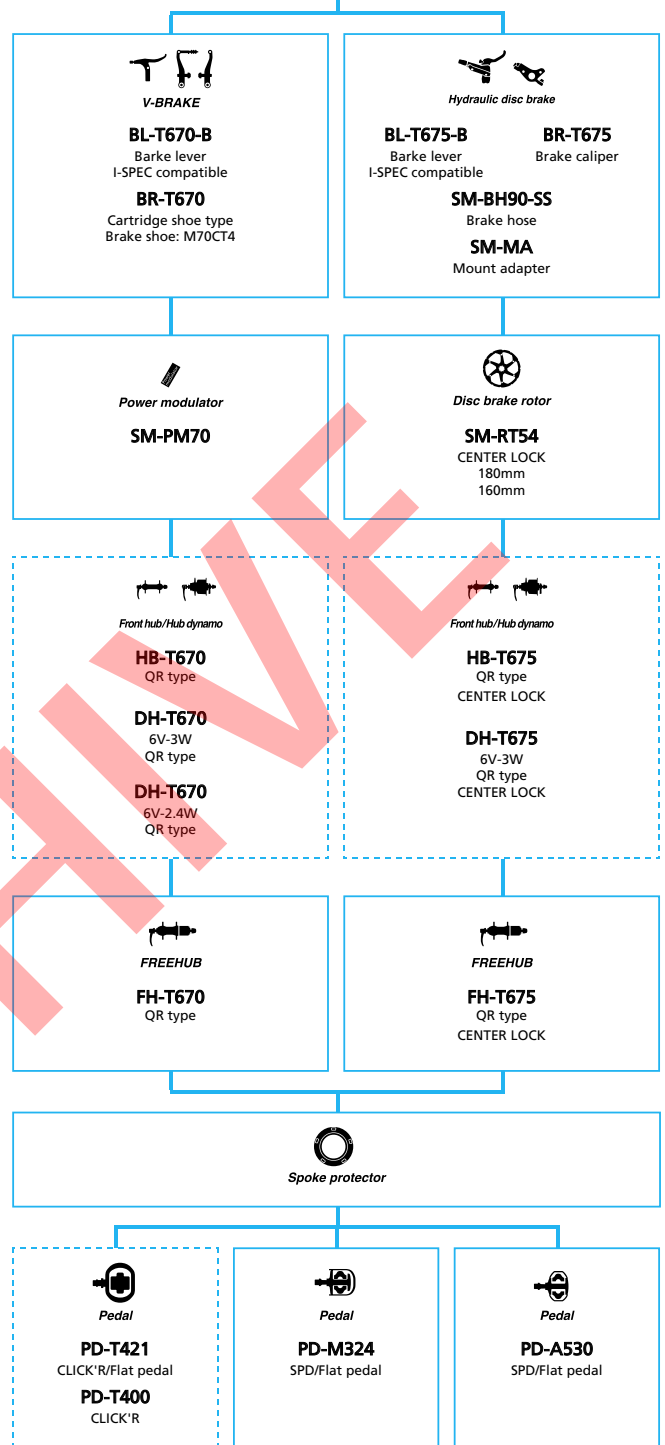 V-BRAKE
BL-T670-B
Barke lever
I-SPEC compatible
BR-T670
Cartridge shoe type
Brake shoe: M70CT4
Hydraulic disc brake
BL-T675-B
Barke lever
I-SPEC compatible
BR-T675
Brake caliper
SM-BH90-SS
Brake hose
SM-MA
Mount adapter
Power modulator
SM-PM70
Disc brake rotor
SM-RT54
CENTER LOCK
180mm
160mm
Front hub/Hub dynamo
HB-T670
QR type
DH-T670
6V-3W
QR type
DH-T670
6V-2.4W
QR type
Front hub/Hub dynamo
HB-T675
QR type
CENTER LOCK
DH-T675
6V-3W
QR type
CENTER LOCK
FREEHUB
FH-T670
QR type
FREEHUB
FH-T675
QR type
CENTER LOCK
Spoke protector
Pedal
PD-T421
CLICK'R/Flat pedal
PD-T400
CLICK'R
Pedal
PD-M324
SPD/Flat pedal
Pedal
PD-A530
SPD/Flat pedal
HIVE